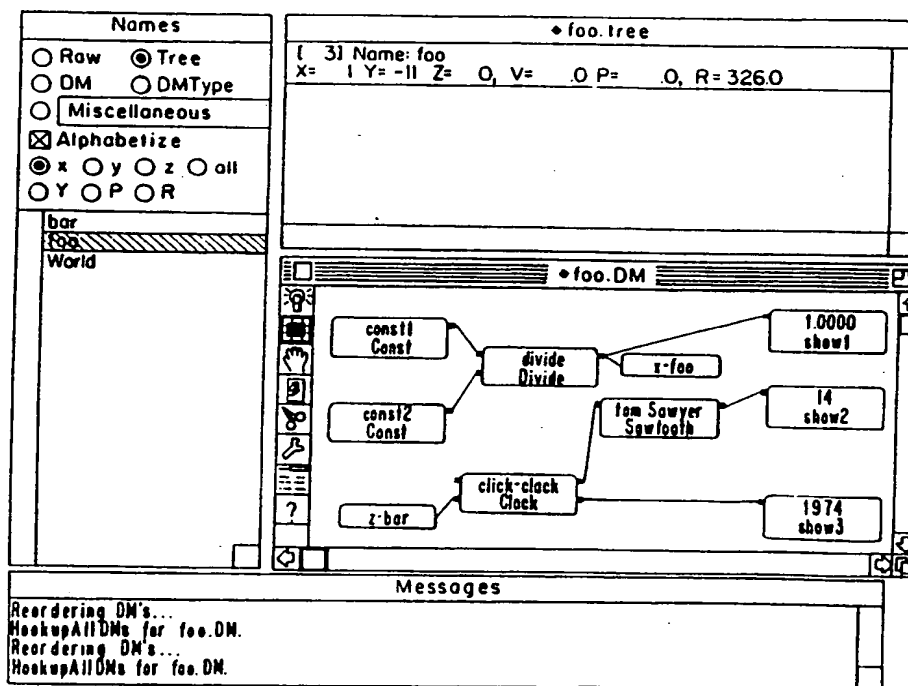 Names
Raw Tree
DM DMType
Miscellaneous
Alphabetize
x y z all
Y P R
bar
foo
World
foo.tree
[ 3] Name: foo
X= 1 Y= -11 Z= 0, V= .0 P= .0, R= 326.0
foo.DM
const1
Const
const2
Const
divide
Divide
x-foo
1.0000
show1
tom Sawyer
Sawtooth
14
show2
click-clack
Clock
z-bar
1974
show3
?
Messages
Reordering DM's...
HookupAllDMs for foo.DM.
Reordering DM's...
HookupAllDMs for foo.DM.